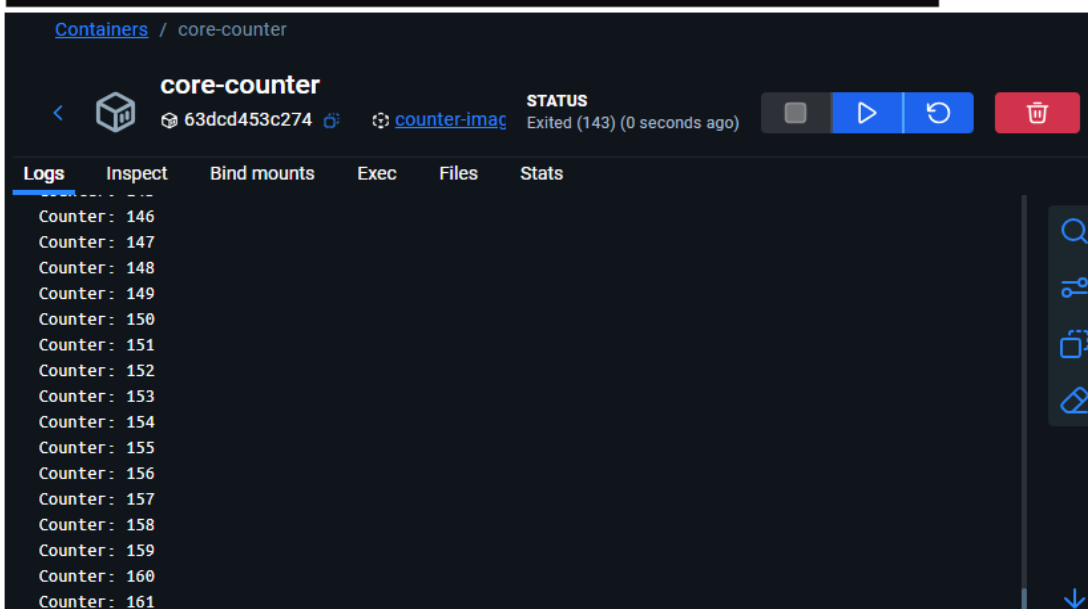 Containers / core-counter
core-counter
63dcd453c274 counter-imag
STATUS
Exited (143) (0 seconds ago)
Logs Inspect Bind mounts Exec Files Stats
Counter: 146
Counter: 147
Counter: 148
Counter: 149
Counter: 150
Counter: 151
Counter: 152
Counter: 153
Counter: 154
Counter: 155
Counter: 156
Counter: 157
Counter: 158
Counter: 159
Counter: 160
Counter: 161